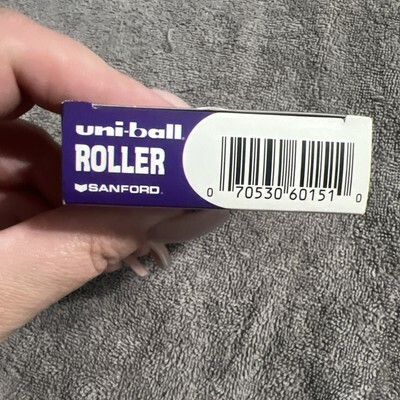 uni-ball
ROLLER
SANFORD
0 70530 60151 0